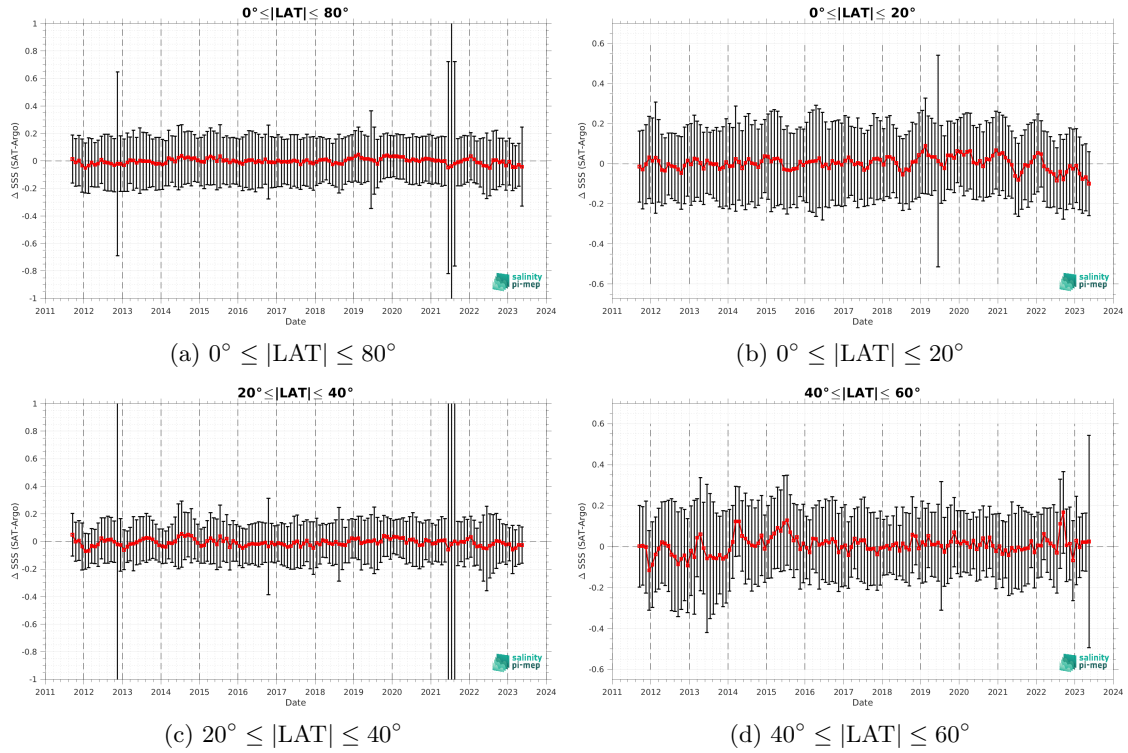 0°≤|LAT|≤ 80°
1
0.8
0.6
0.4
0.2
0
-0.2
-0.4
-0.6
-0.8
-1
Δ SSS (SAT-Argo)
2011 2012 2013 2014 2015 2016 2017 2018 2019 2020 2021 2022 2023 2024
Date
salinity
pi-mep
(a) 0° ≤ |LAT| ≤ 80°
0°≤|LAT|≤ 20°
0.6
0.4
0.2
0
-0.2
-0.4
-0.6
Δ SSS (SAT-Argo)
2011 2012 2013 2014 2015 2016 2017 2018 2019 2020 2021 2022 2023 2024
Date
salinity
pi-mep
(b) 0° ≤ |LAT| ≤ 20°
20°≤|LAT|≤ 40°
1
0.8
0.6
0.4
0.2
0
-0.2
-0.4
-0.6
-0.8
-1
Δ SSS (SAT-Argo)
2011 2012 2013 2014 2015 2016 2017 2018 2019 2020 2021 2022 2023 2024
Date
salinity
pi-mep
(c) 20° ≤ |LAT| ≤ 40°
40°≤|LAT|≤ 60°
0.6
0.4
0.2
0
-0.2
-0.4
-0.6
Δ SSS (SAT-Argo)
2011 2012 2013 2014 2015 2016 2017 2018 2019 2020 2021 2022 2023 2024
Date
salinity
pi-mep
(d) 40° ≤ |LAT| ≤ 60°